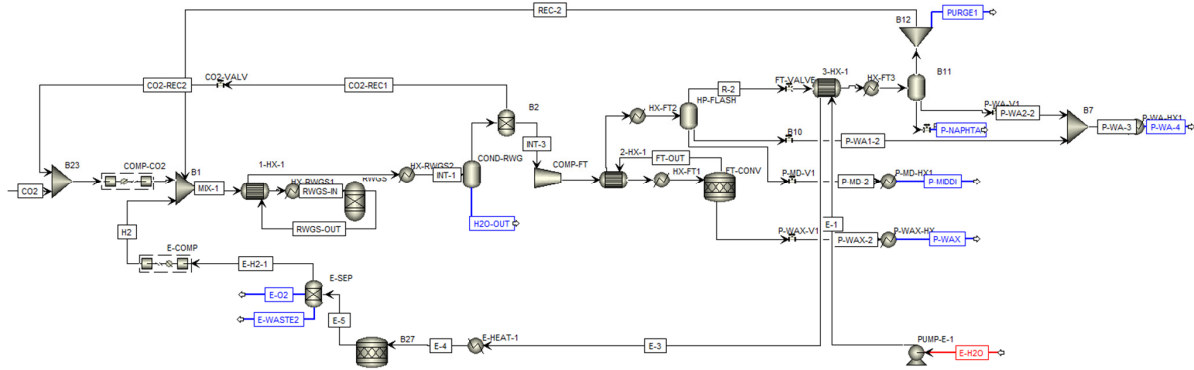 REC-2
B12
PURGE1
CO2-REC2
CO2-VALV
CO2-REC1
B2
FT-VALVE
3-HX-1
HX-FT3
B11
R-2
HP-FLASH
HX-FT2
P-WA-V1
P-WA2-2
B7
P-NAPHTA
P-WA-3
P-WA-HX1
P-WA-4
B10
P-WA1-2
B23
COMP-CO2
B1
1-HX-1
HX-RWGS1
RWGS
HX-RWGS2
COND-RWG
INT-3
COMP-FT
2-HX-1
FT-OUT
HX-FT1
FT-CONV
CO2
MIX-1
RWGS-IN
INT-1
P-MD-V1
P-MD-2
P-MD-HX1
P-MIDDI
RWGS-OUT
H2O-OUT
H2
E-1
P-WAX-V1
P-WAX-2
P-WAX-HX
P-WAX
E-COMP
E-H2-1
E-SEP
E-O2
E-WASTE2
E-5
B27
E-4
E-HEAT-1
E-3
PUMP-E-1
E-H2O